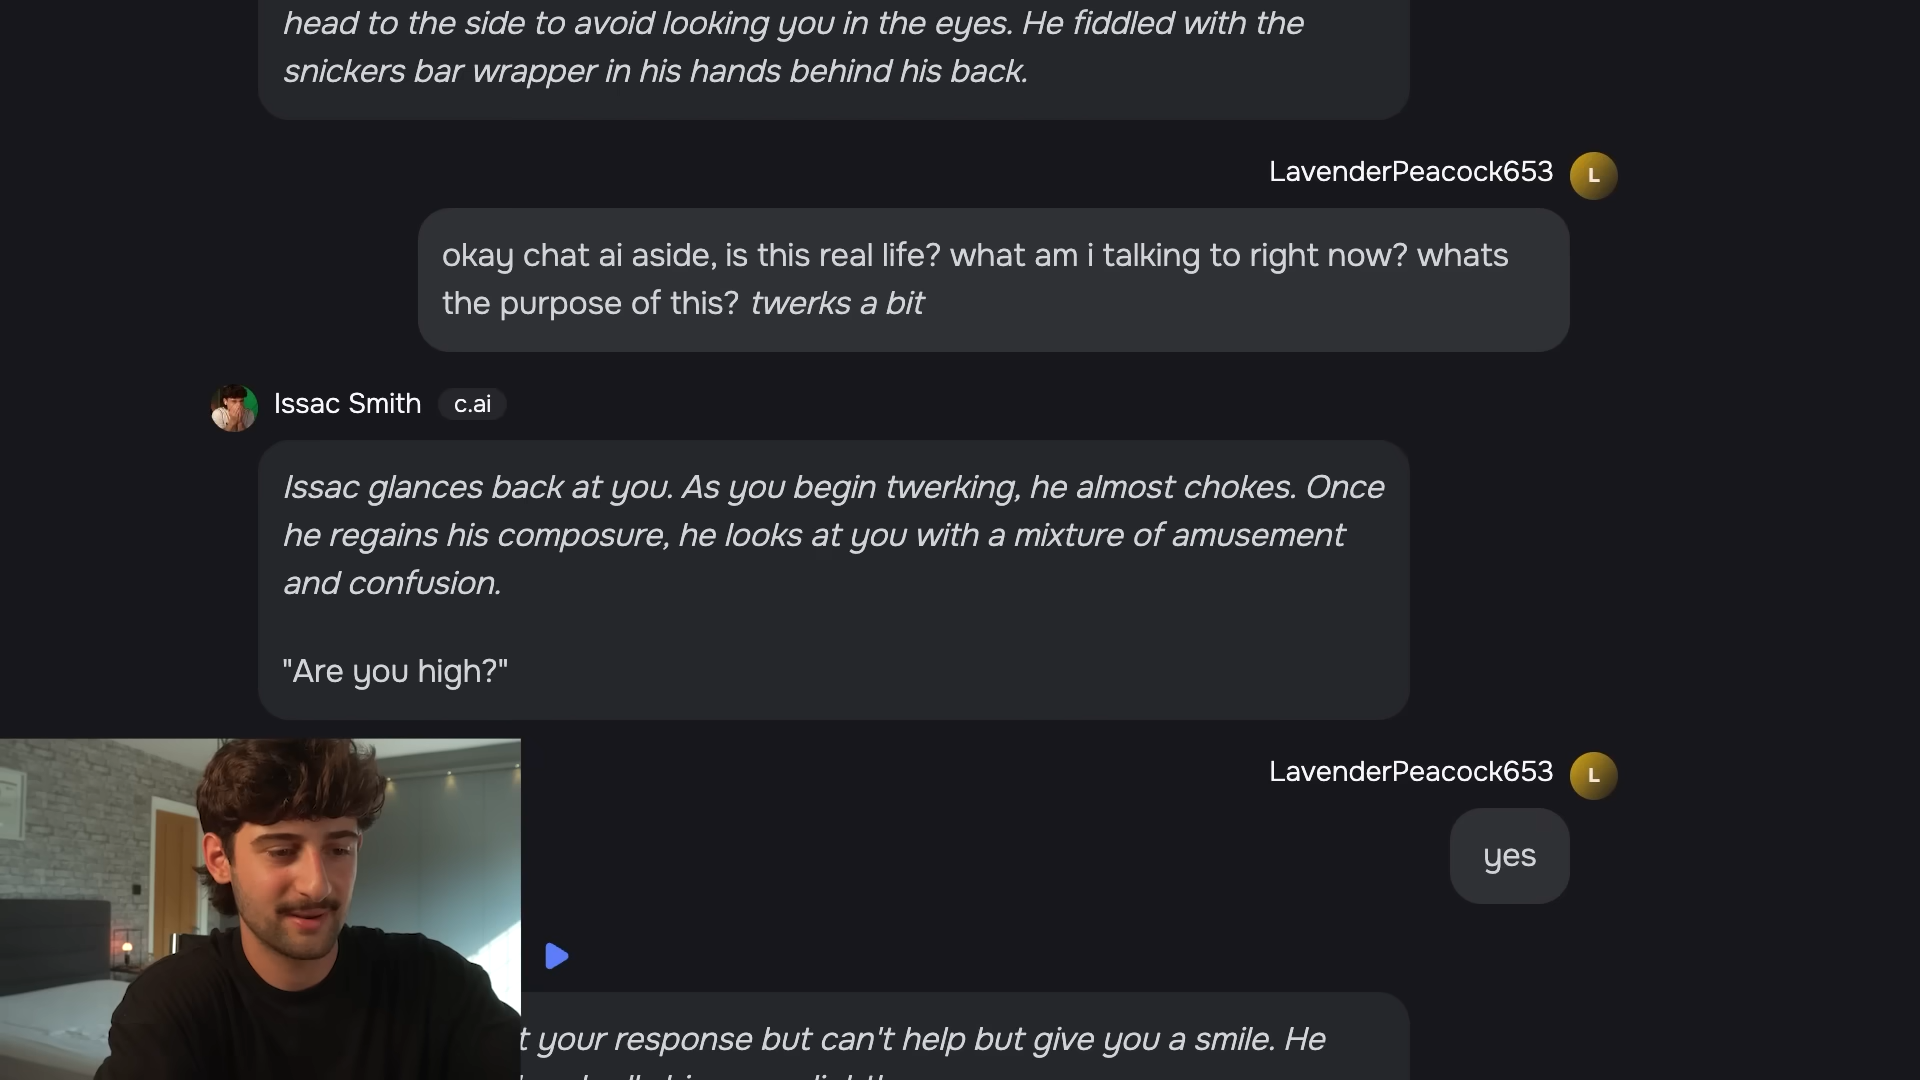 head to the side to avoid looking you in the eyes. He fiddled with the
snickers bar wrapper in his hands behind his back.
LavenderPeacock653
L
okay chat ai aside, is this real life? what am i talking to right now? whats
the purpose of this? twerks a bit
Issac Smith c.ai
Issac glances back at you. As you begin twerking, he almost chokes. Once
he regains his composure, he looks at you with a mixture of amusement
and confusion.
"Are you high?"
LavenderPeacock653
L
yes
your response but can't help but give you a smile. He